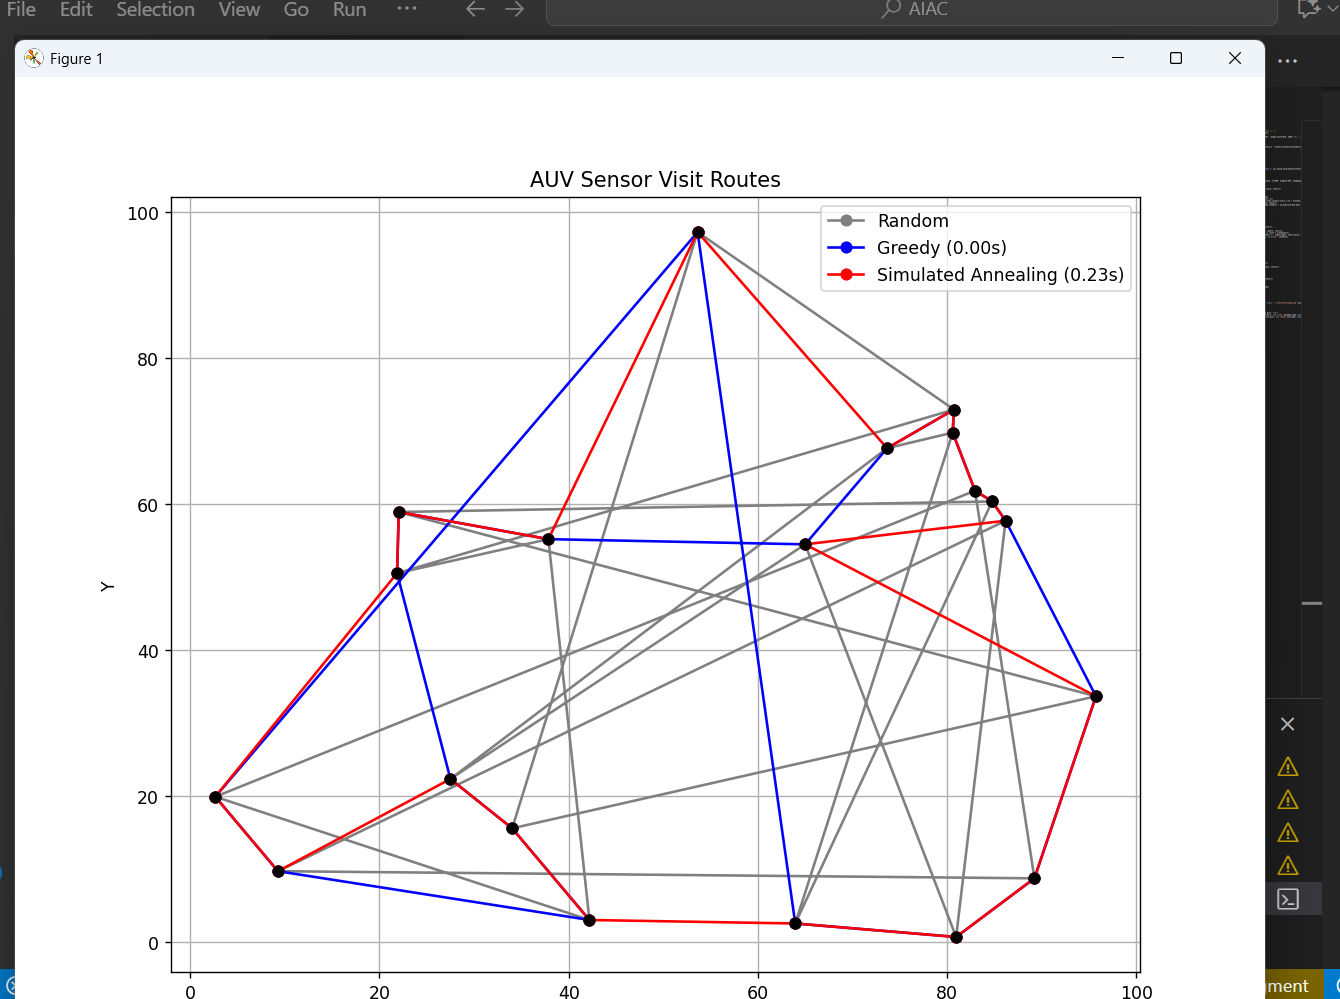 File Edit Selection View Go Run ··· AIAC
Figure 1
AUV Sensor Visit Routes
Random
Greedy (0.00s)
Simulated Annealing (0.23s)
100
80
60
40
20
0
Y
0 20 40 60 80 100